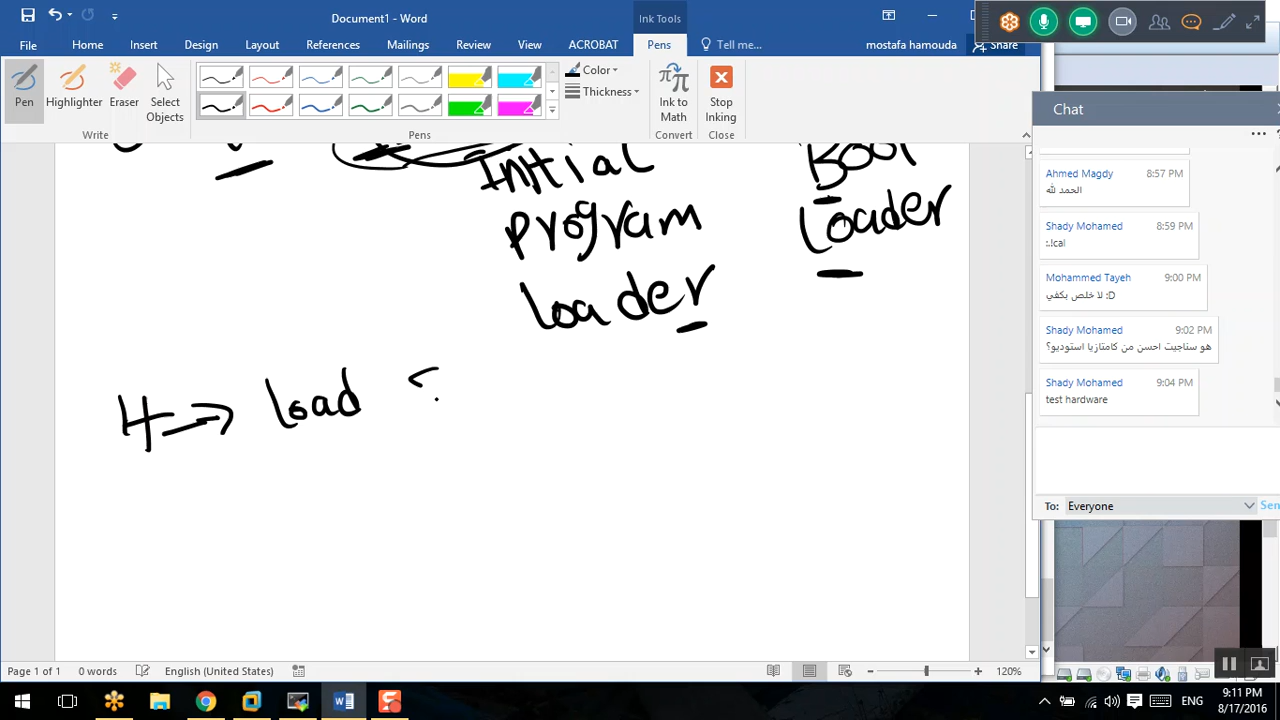 Document1 - Word
Ink Tools
File
Home
Insert
Design
Layout
References
Mailings
Review
View
ACROBAT
Pens
Tell me...
mostafa hamouda
Share
Pen
Highlighter
Eraser
Select
Objects
Color
Thickness
Ink to
Math
Stop
Inking
Write
Pens
Convert
Close
Initial
program
loader
Boot
Loader
4 → load
Chat
Ahmed Magdy 8:57 PM
الحمد لله
Shady Mohamed 8:59 PM
Mohammed Tayeh 9:00 PM
لا خلص بكفي :D
Shady Mohamed 9:02 PM
هو سناجيت احسن من كامتازيا استوديو؟
Shady Mohamed 9:04 PM
test hardware
To: Everyone
Page 1 of 1
0 words
English (United States)
120%
ENG
9:11 PM
8/17/2016